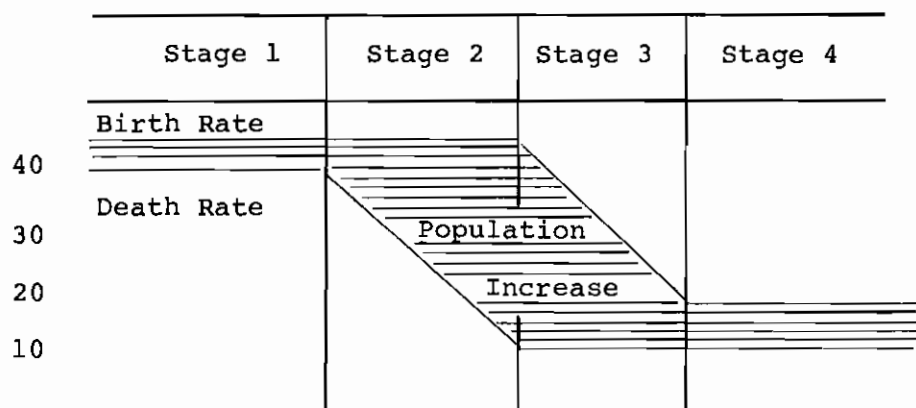 Stage 1 Stage 2 Stage 3 Stage 4
Birth Rate
40
Death Rate
30 Population
20 Increase
10